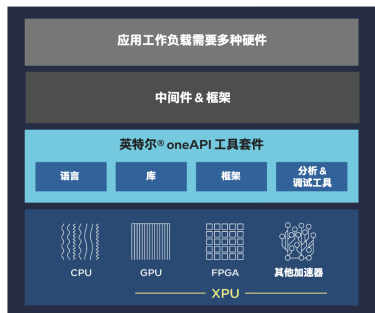 应用工作负载需要多种硬件
中间件 & 框架
英特尔® oneAPI 工具套件
语言
库
框架
分析 &
调试工具
CPU
GPU
FPGA
其他加速器
XPU